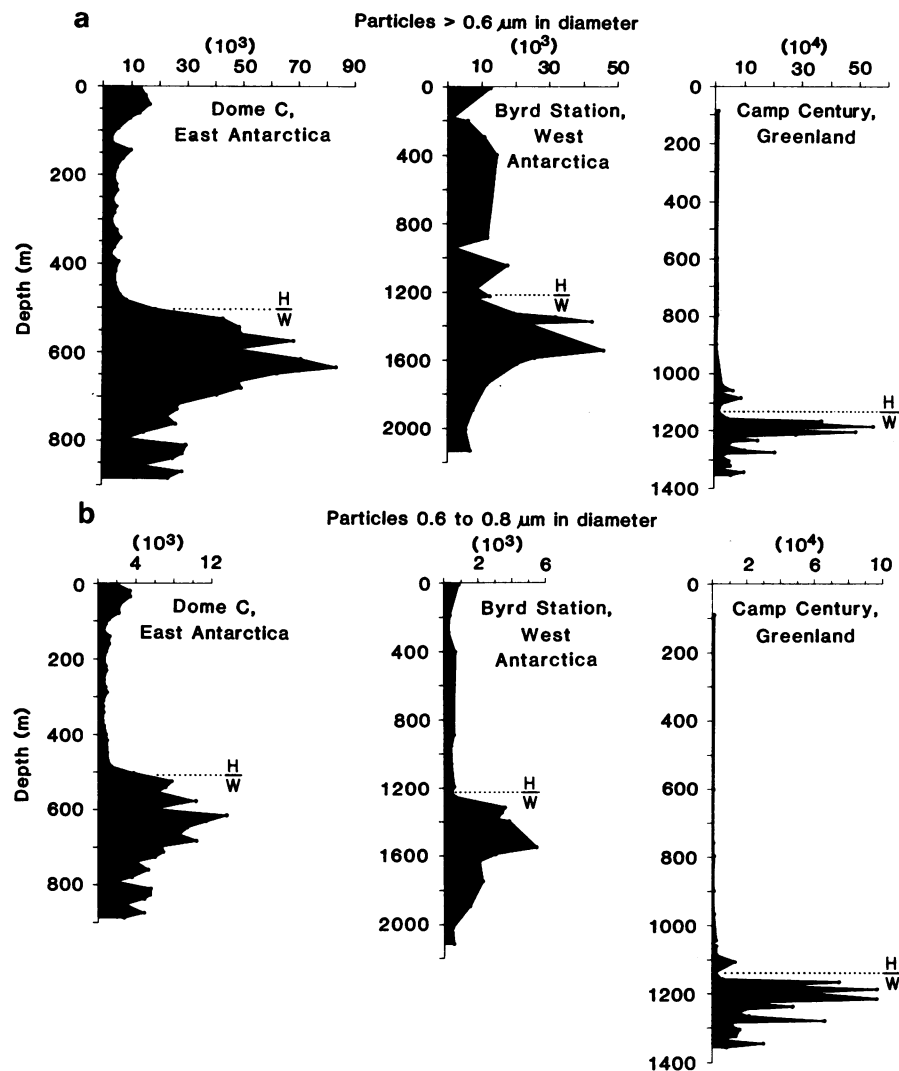 a
Particles > 0.6 μm in diameter
(10³)
10 30 50 70 90
(10³)
10 30 50
(10⁴)
10 30 50
Dome C,
East Antarctica
Byrd Station,
West
Antarctica
Camp Century,
Greenland
Depth (m)
0
200
400
600
800
H
W
0
400
800
1200
1600
2000
H
W
0
200
400
600
800
1000
1200
1400
H
W
b
Particles 0.6 to 0.8 μm in diameter
(10³)
4 12
(10³)
2 6
(10⁴)
2 6 10
Dome C,
East Antarctica
Byrd Station,
West
Antarctica
Camp Century,
Greenland
Depth (m)
0
200
400
600
800
H
W
0
400
800
1200
1600
2000
H
W
0
200
400
600
800
1000
1200
1400
H
W